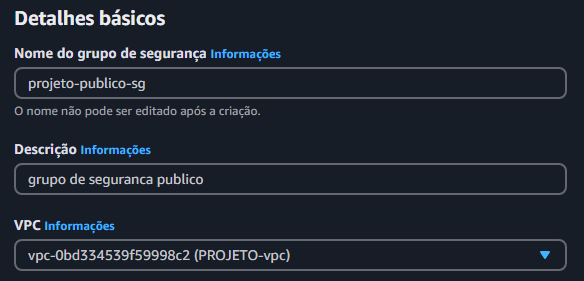 Detalhes básicos
Nome do grupo de segurança Informações
projeto-publico-sg
O nome não pode ser editado após a criação.
Descrição Informações
grupo de seguranca publico
VPC Informações
vpc-0bd334539f59998c2 (PROJETO-vpc)